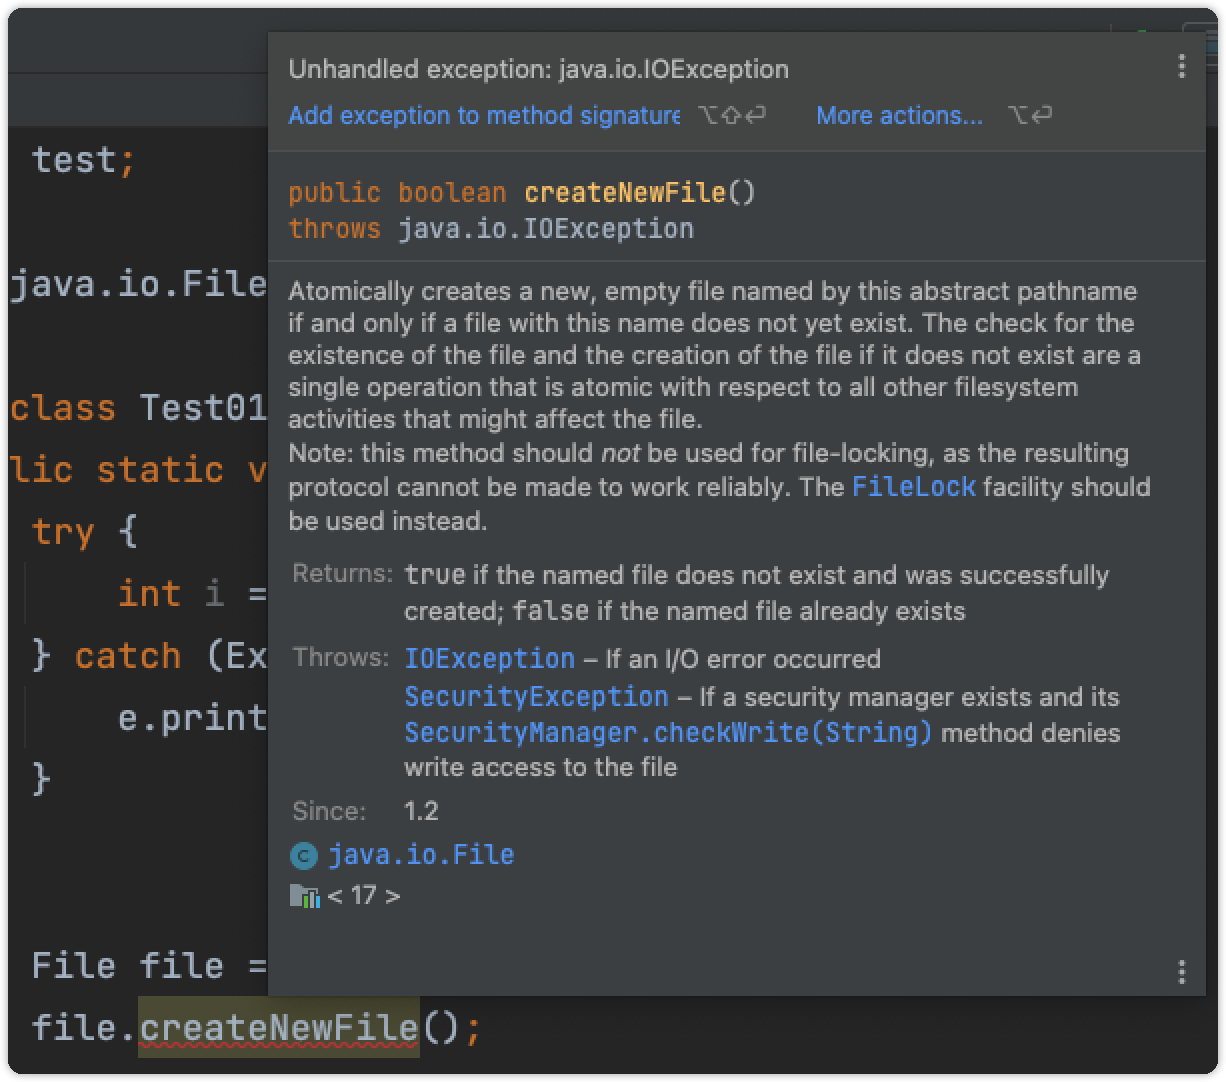 Unhandled exception: java.io.IOException
Add exception to method signature ⌥⇧⏎ More actions... ⌥⏎
test;
public boolean createNewFile()
throws java.io.IOException
java.io.File
Atomically creates a new, empty file named by this abstract pathname
if and only if a file with this name does not yet exist. The check for the
existence of the file and the creation of the file if it does not exist are a
single operation that is atomic with respect to all other filesystem
activities that might affect the file.
Note: this method should not be used for file-locking, as the resulting
protocol cannot be made to work reliably. The FileLock facility should
be used instead.
Returns: true if the named file does not exist and was successfully
created; false if the named file already exists
Throws: IOException – If an I/O error occurred
SecurityException – If a security manager exists and its
SecurityManager.checkWrite(String) method denies
write access to the file
Since: 1.2
C java.io.File
< 17 >
class Test01
lic static v
try {
int i =
} catch (Ex
e.print
}
File file =
file.createNewFile();